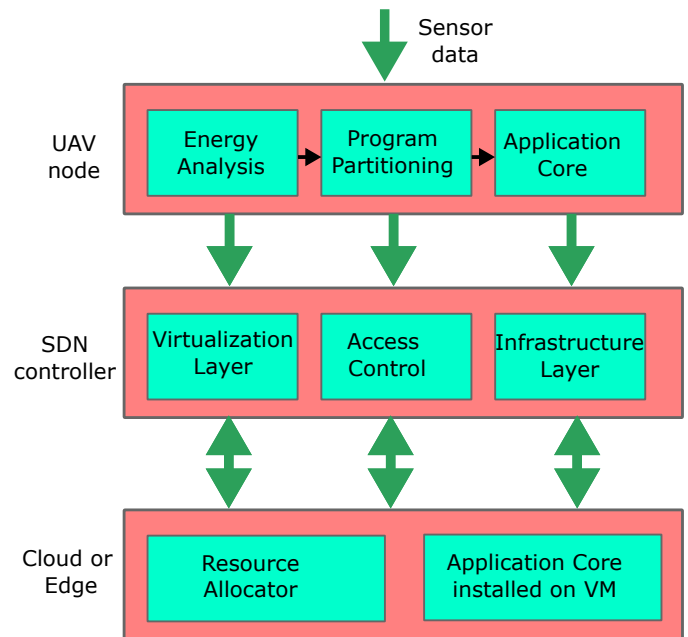 Sensor
data
UAV
node
Energy
Analysis
Program
Partitioning
Application
Core
SDN
controller
Virtualization
Layer
Access
Control
Infrastructure
Layer
Cloud or
Edge
Resource
Allocator
Application Core
installed on VM